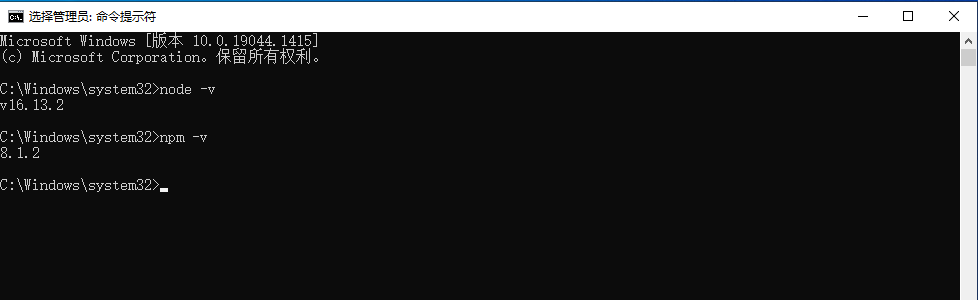 选择管理员: 命令提示符
Microsoft Windows [版本 10.0.19044.1415]
(c) Microsoft Corporation。保留所有权利。
C:\Windows\system32>node -v
v16.13.2
C:\Windows\system32>npm -v
8.1.2
C:\Windows\system32>